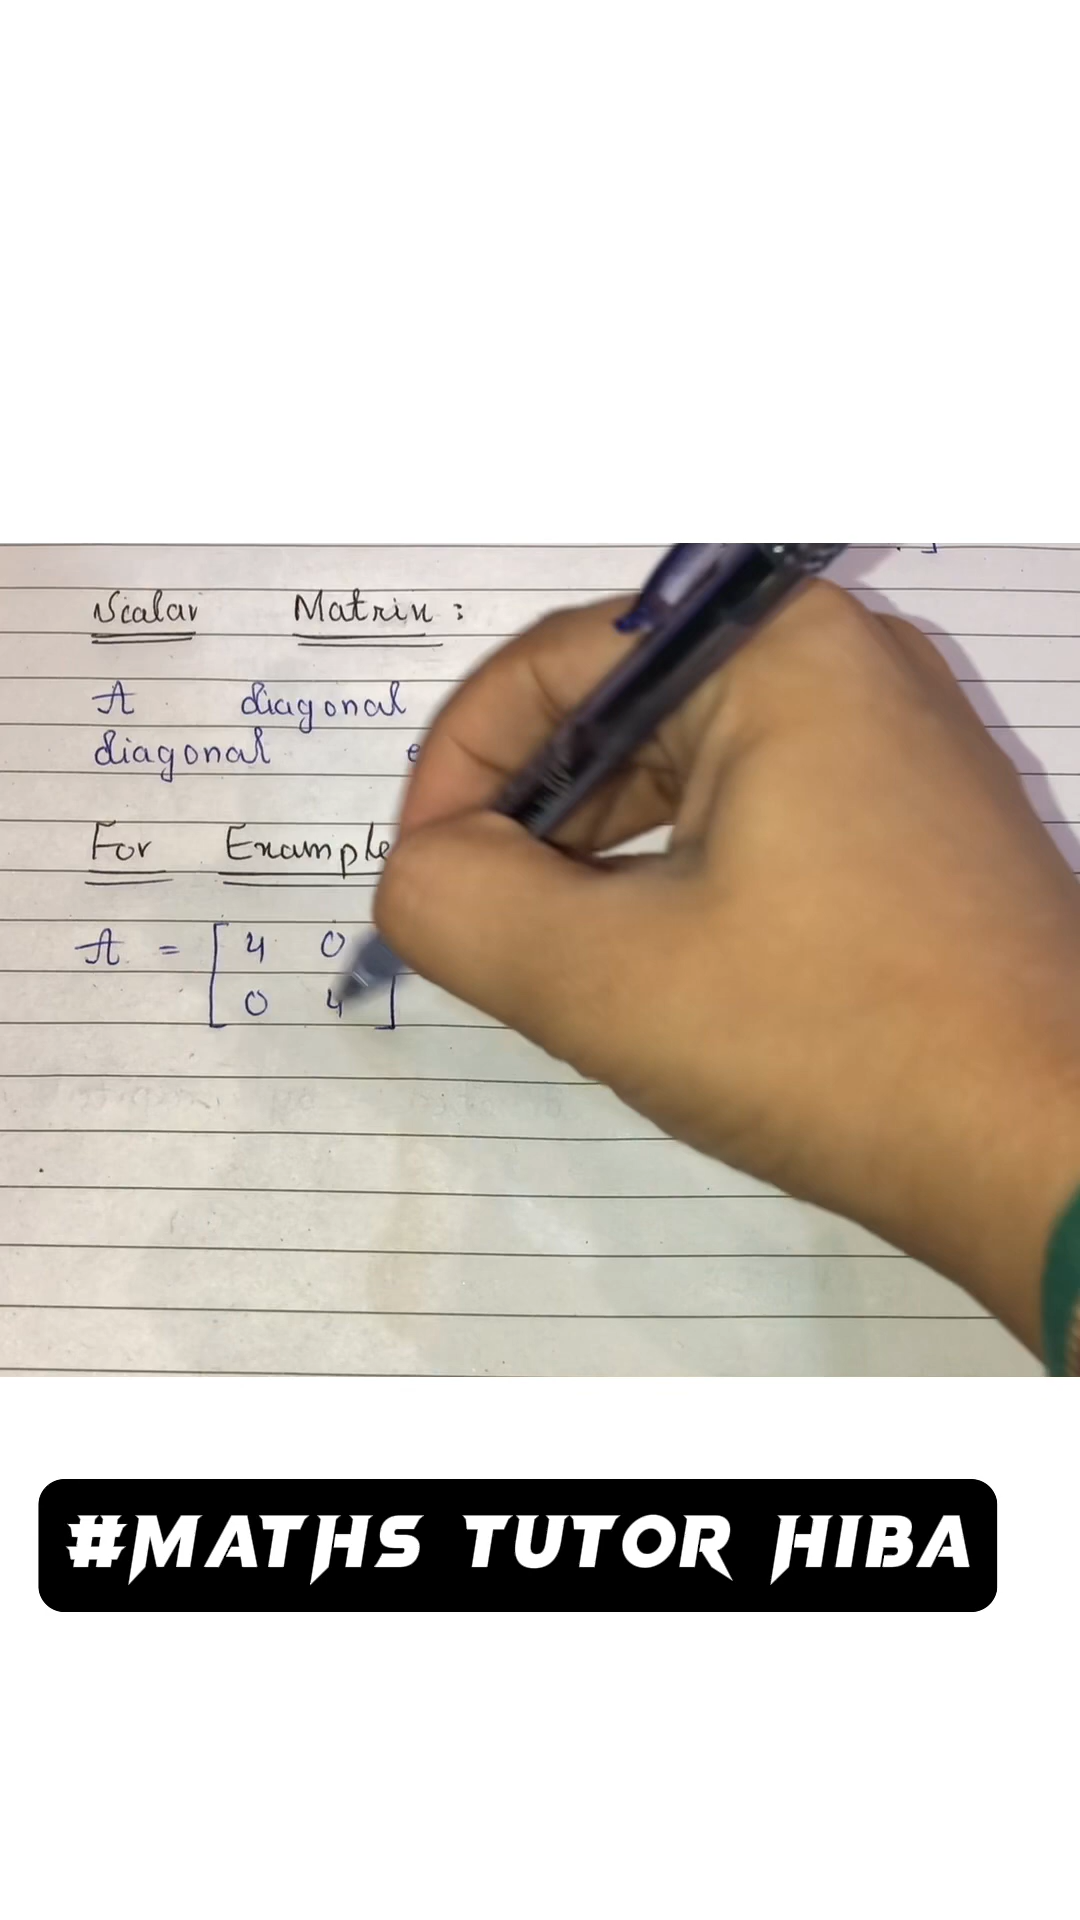 Scalar Matrix :
A diagonal
diagonal e
For Example
A = [ 4 0
0 4 ]
#MATHS TUTOR HIBA